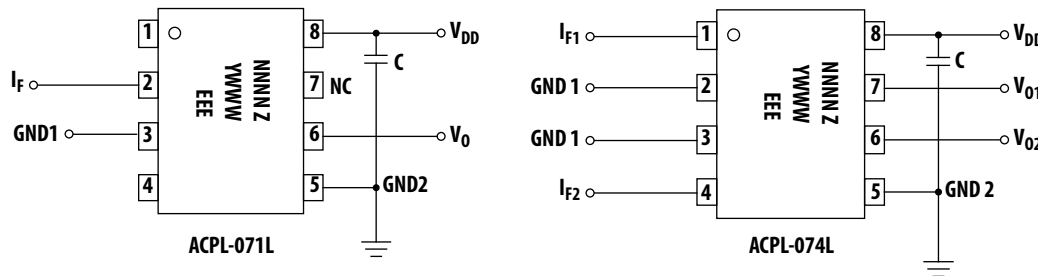 1
8
V_DD
C
I_F
2
NNNN Z
YWWW
EEE
7
NC
GND1
3
6
V_O
4
5
GND2
ACPL-071L
I_F1
1
8
V_DD
C
GND 1
2
NNNN Z
YWWW
EEE
7
V_O1
GND 1
3
6
V_O2
I_F2
4
5
GND 2
ACPL-074L